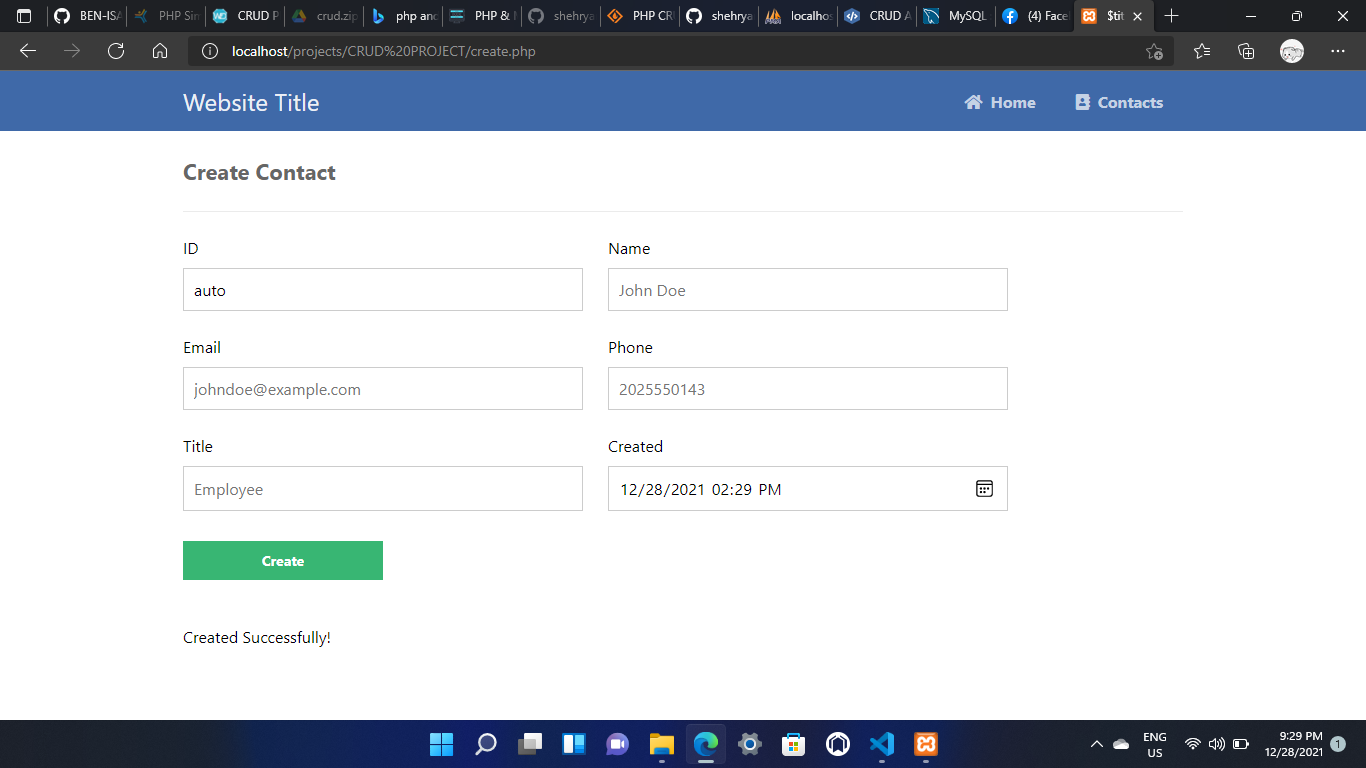 BEN-ISA
PHP Sim
CRUD P
crud.zip
php and
PHP & M
shehrya
PHP CRU
shehrya
localhos
CRUD A
MySQL
(4) Face
$tit
localhost/projects/CRUD%20PROJECT/create.php
Website Title
Home
Contacts
Create Contact
ID
Name
auto
John Doe
Email
Phone
johndoe@example.com
2025550143
Title
Created
Employee
12/28/2021 02:29 PM
Create
Created Successfully!
ENG
US
9:29 PM
12/28/2021
1